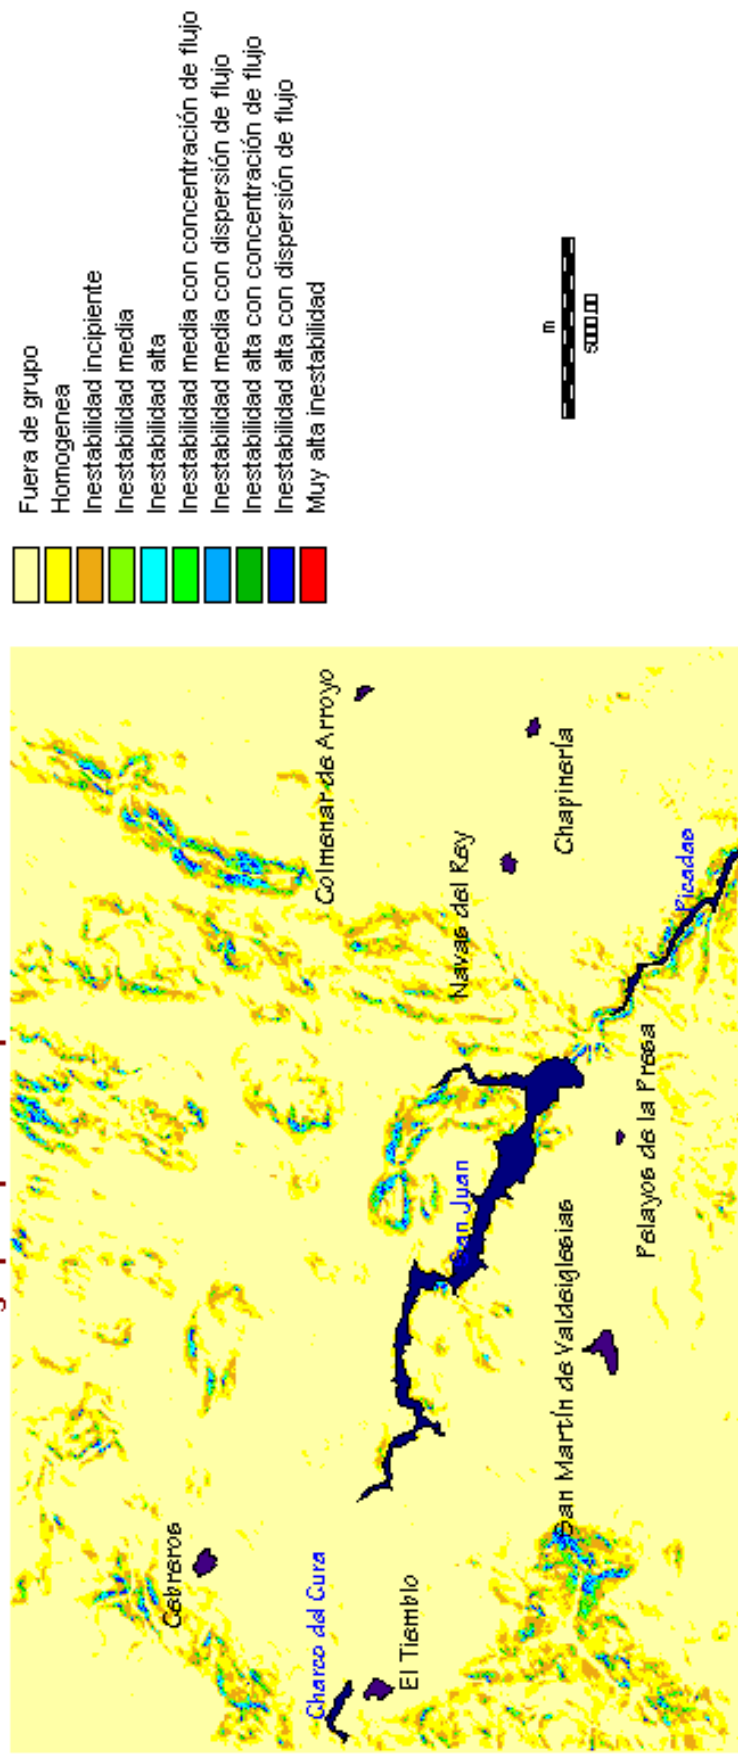 Fuera de grupo
Homogenea
Inestabilidad incipiente
Inestabilidad media
Inestabilidad alta
Inestabilidad media con concentración de flujo
Inestabilidad media con dispersión de flujo
Inestabilidad alta con concentración de flujo
Inestabilidad alta con dispersión de flujo
Muy alta inestabilidad
m
Cebreros
Charco del Cura
El Tiemblo
San Juan
San Martín de Valdeiglesias
Pelayos de la Presa
Navas del Rey
Colmenar de Arroyo
Chapinería
Picadas